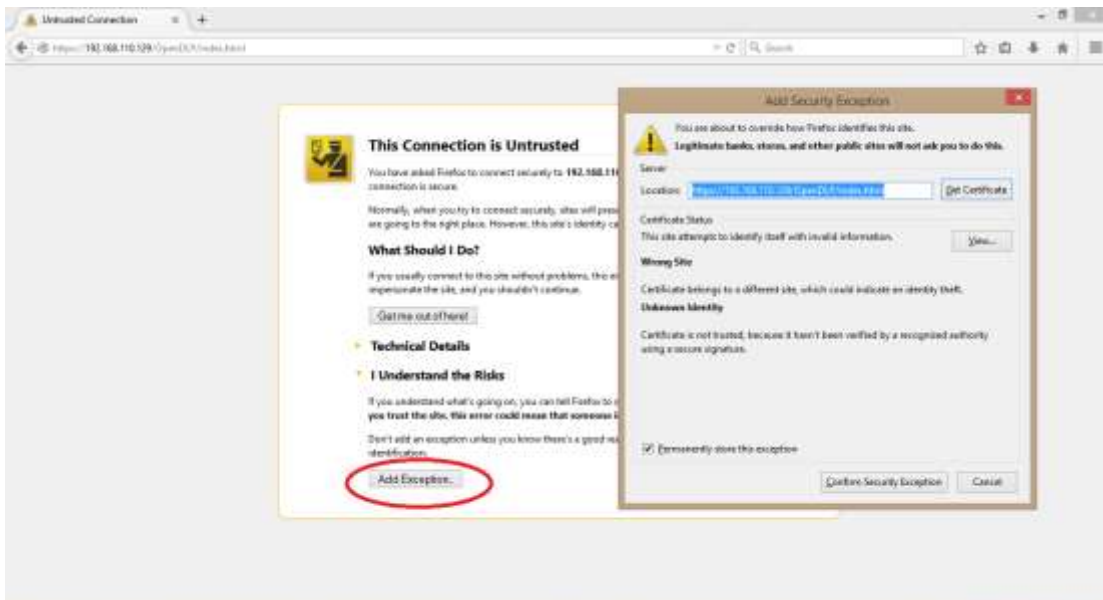 Untrusted Connection
https://192.168.110.129/OpenDLP/index.html
Search
This Connection is Untrusted
You have asked Firefox to connect securely to 192.168.11
connection is secure.
Normally, when you try to connect securely, sites will pres
are going to the right place. However, this site's identity ca
What Should I Do?
If you usually connect to this site without problems, this e
impersonate the site, and you shouldn't continue.
Get me out of here!
Technical Details
I Understand the Risks
If you understand what's going on, you can tell Firefox to
you trust the site, this error could mean that someone i
Don't add an exception unless you know there's a good rea
identification.
Add Exception...
Add Security Exception
You are about to override how Firefox identifies this site.
Legitimate banks, stores, and other public sites will not ask you to do this.
Server
Location: https://192.168.110.129/OpenDLP/index.html
Get Certificate
Certificate Status
This site attempts to identify itself with invalid information.
View...
Wrong Site
Certificate belongs to a different site, which could indicate an identity theft.
Unknown Identity
Certificate is not trusted, because it hasn't been verified by a recognized authority
using a secure signature.
Permanently store this exception
Confirm Security Exception
Cancel